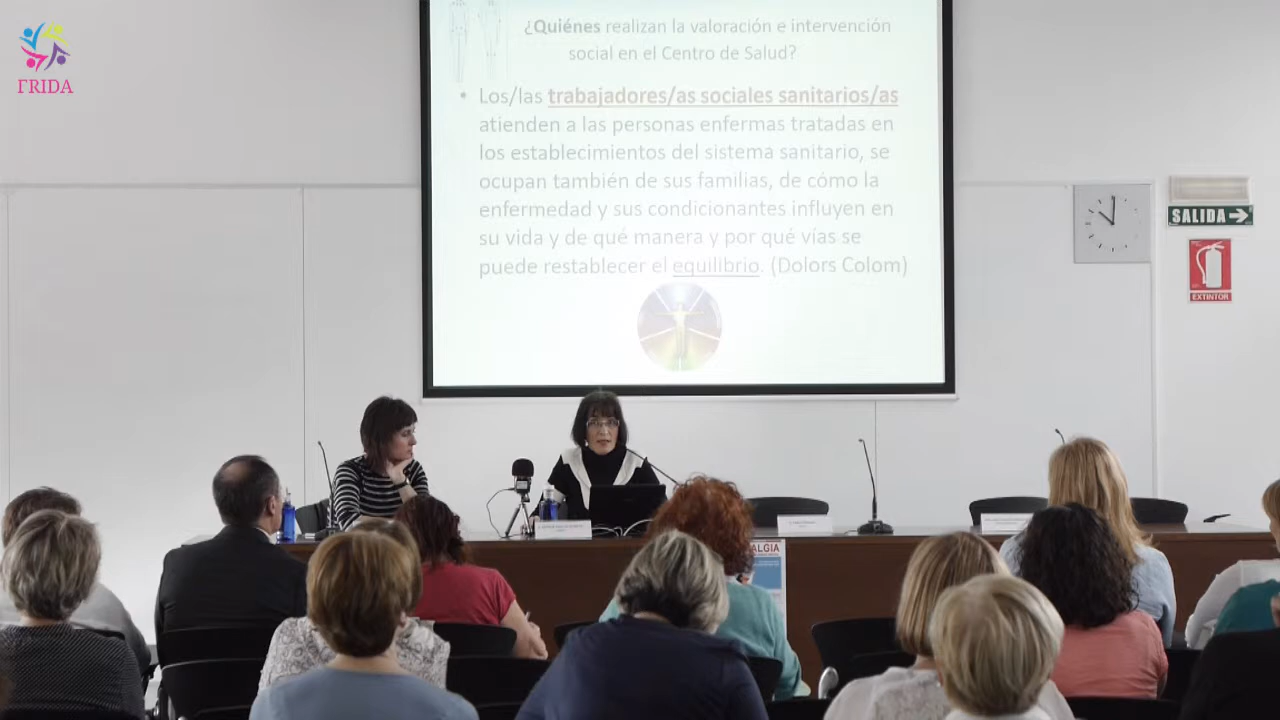 FRIDA
¿Quiénes realizan la valoración e intervención
social en el Centro de Salud?
• Los/las trabajadores/as sociales sanitarios/as
atienden a las personas enfermas tratadas en
los establecimientos del sistema sanitario, se
ocupan también de sus familias, de cómo la
enfermedad y sus condicionantes influyen en
su vida y de qué manera y por qué vías se
puede restablecer el equilibrio. (Dolors Colom)
SALIDA
EXTINTOR
ALGIA